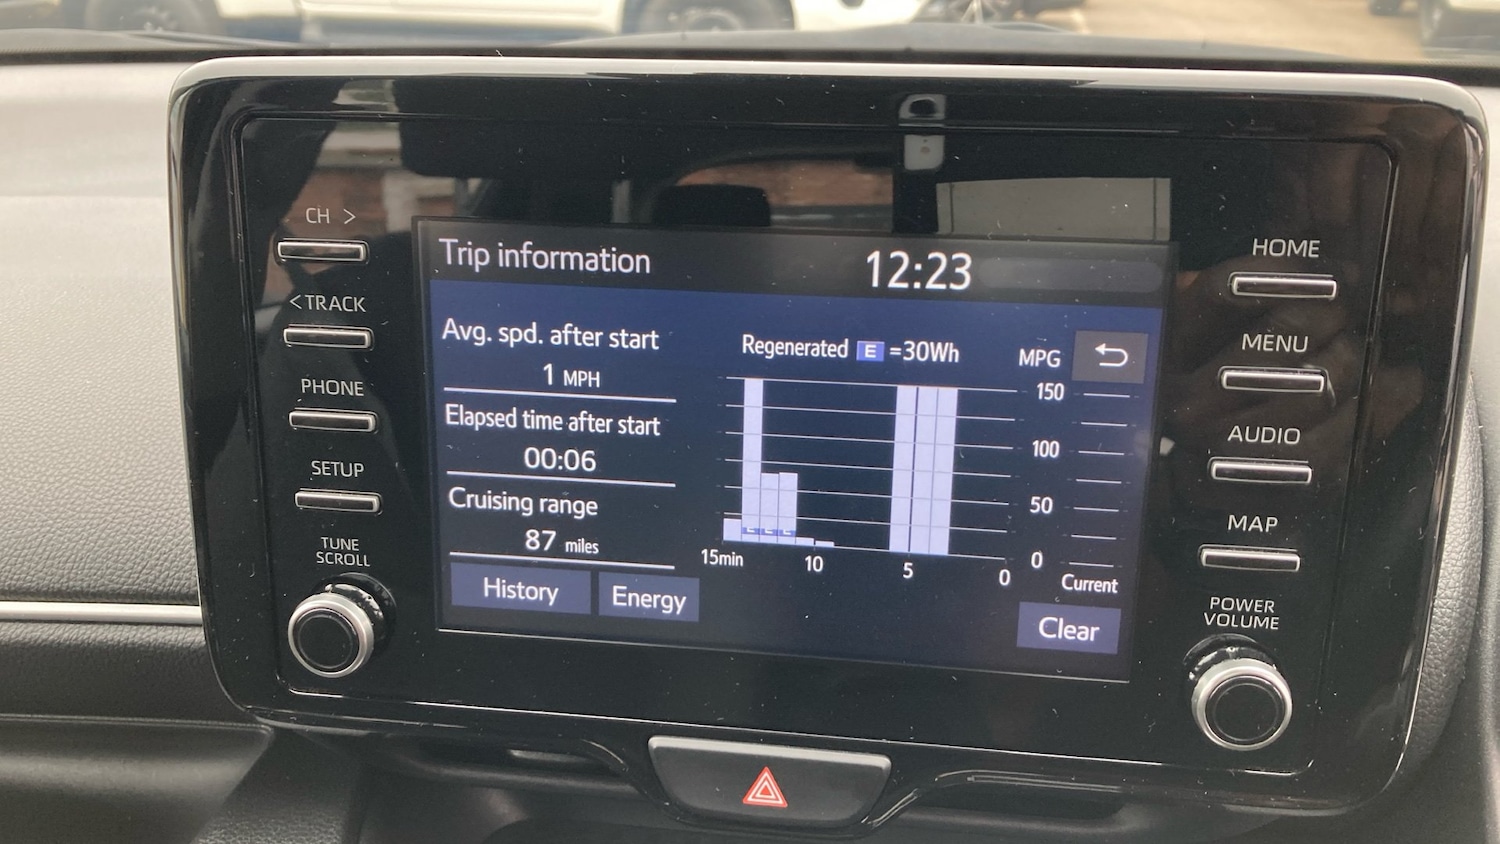 CH >
< TRACK
PHONE
SETUP
TUNE
SCROLL
Trip information
12:23
Avg. spd. after start
1 MPH
Elapsed time after start
00:06
Cruising range
87 miles
History
Energy
Regenerated E =30Wh
MPG
150
100
50
0
E E E
15min
10
5
0
Current
Clear
HOME
MENU
AUDIO
MAP
POWER
VOLUME